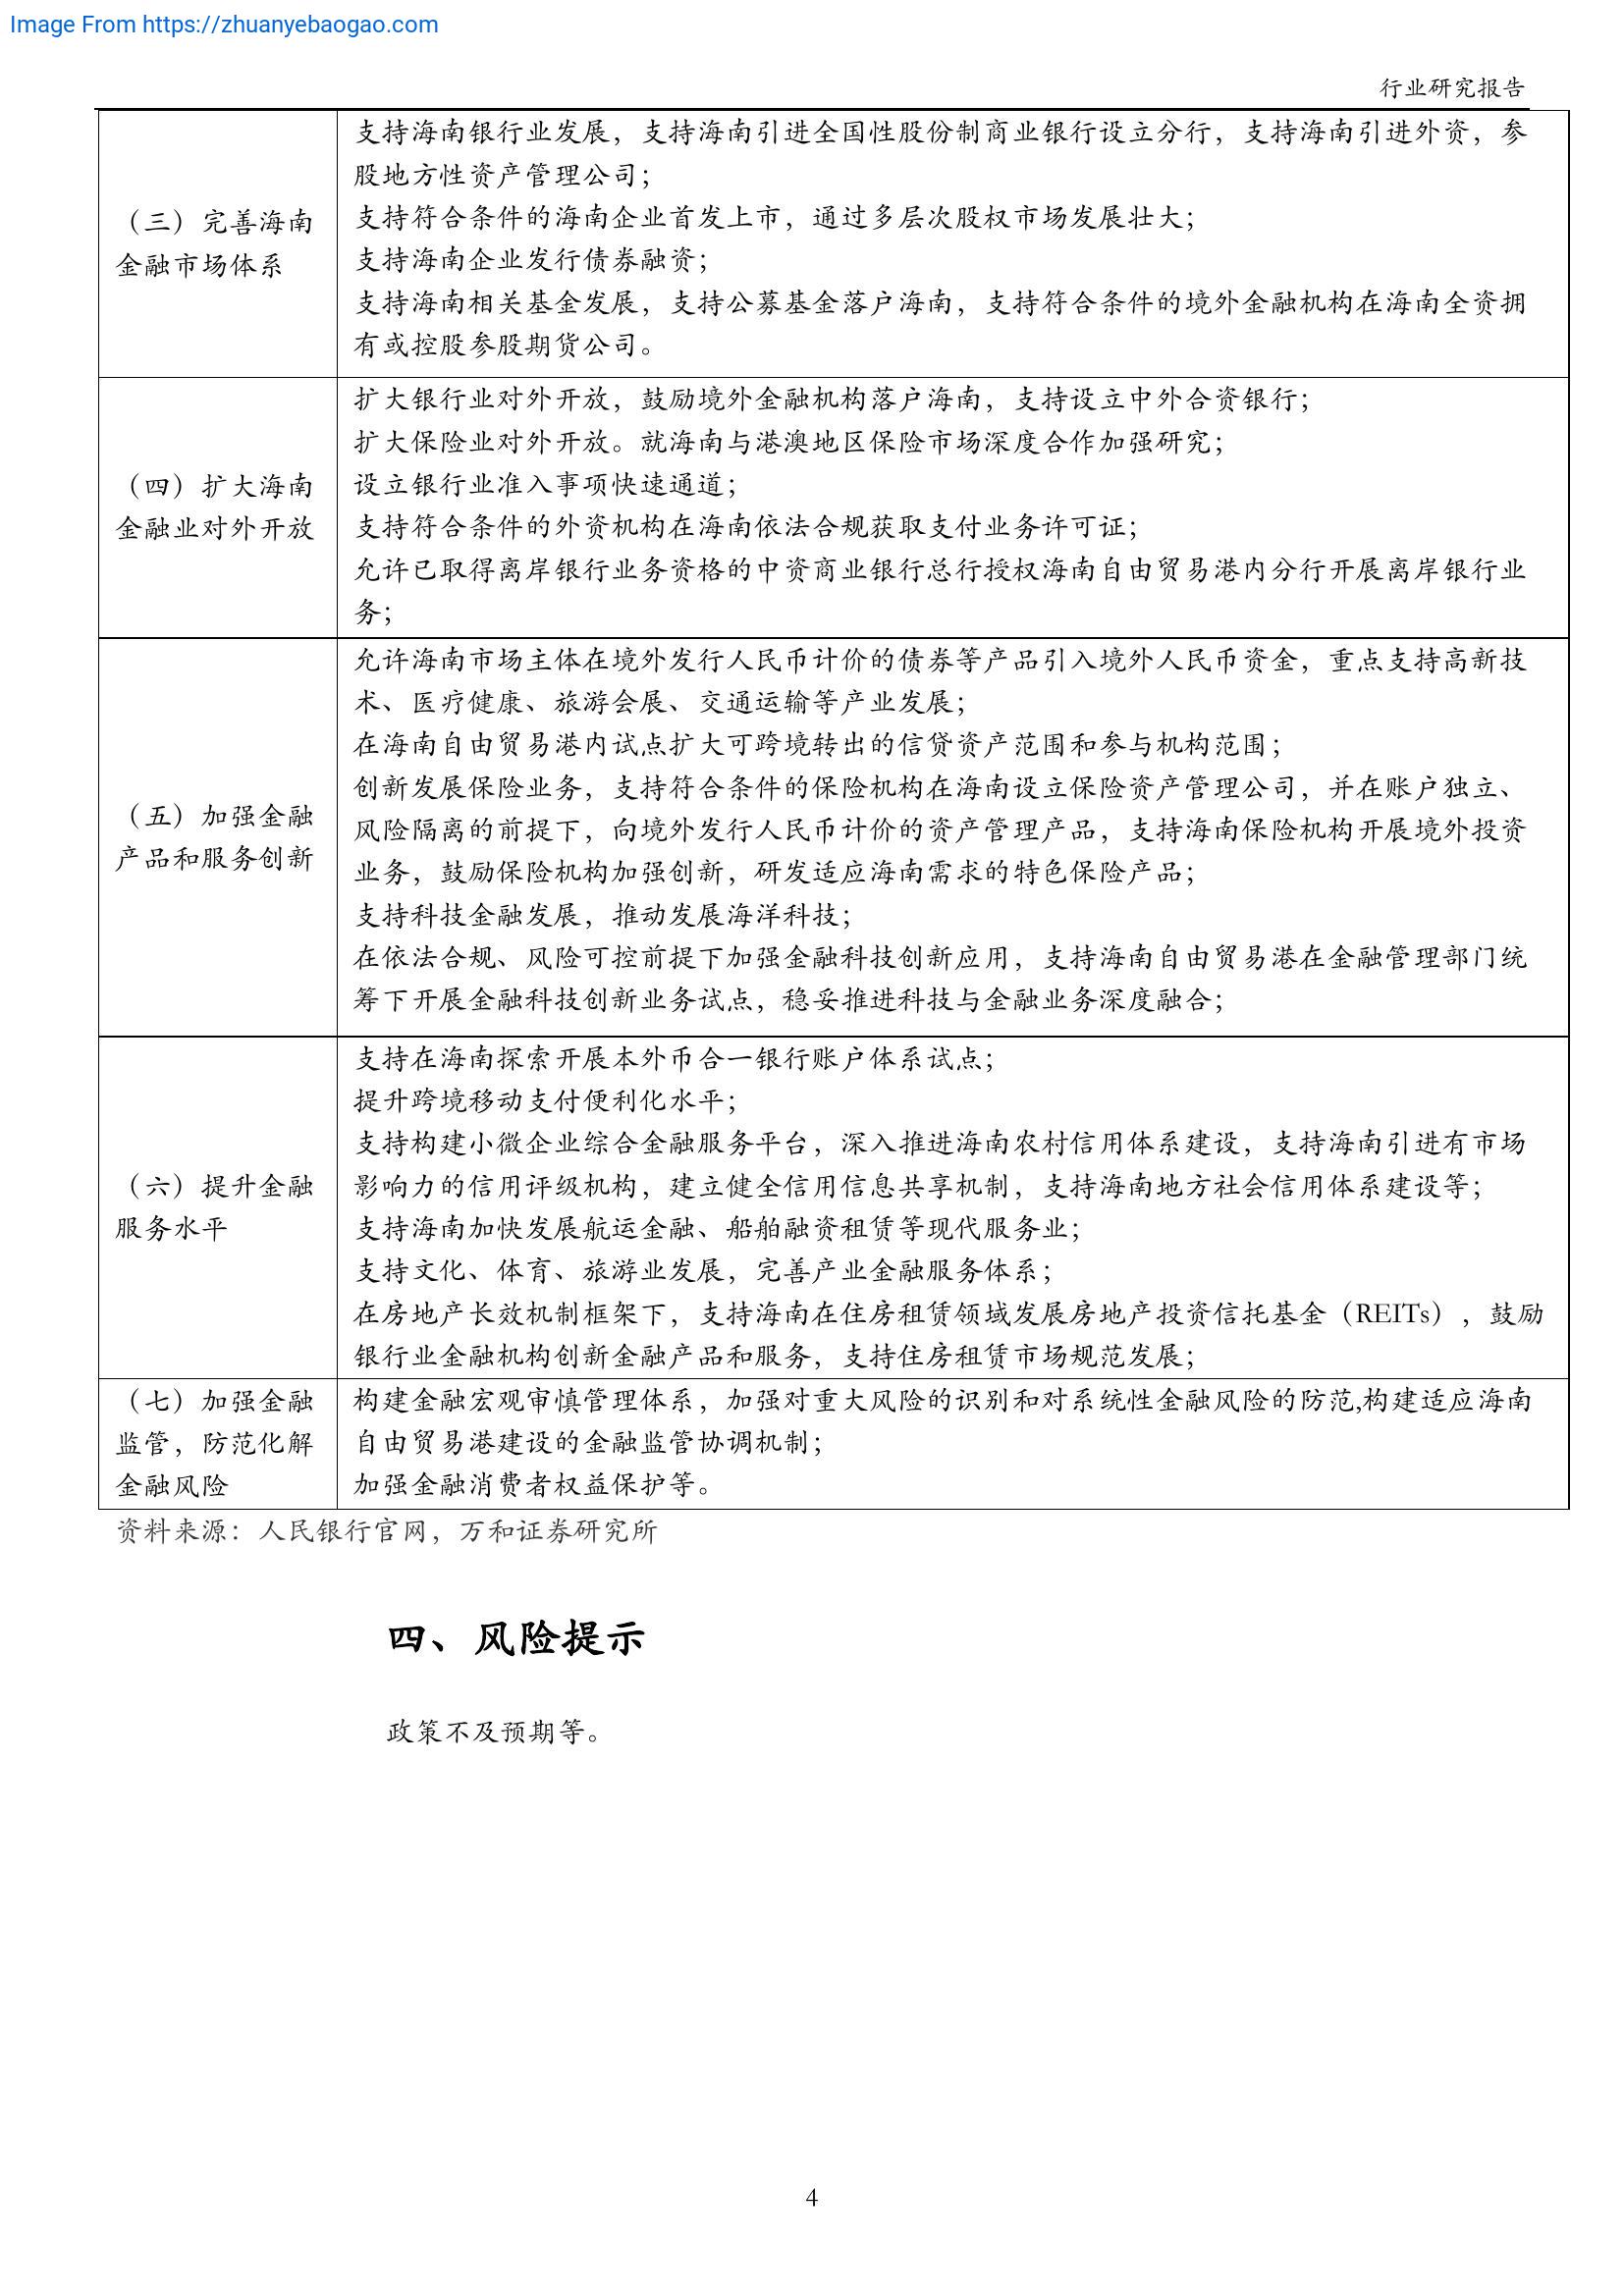 Image From https://zhuanyebaogao.com
行业研究报告
（三）完善海南
金融市场体系
支持海南银行业发展，支持海南引进全国性股份制商业银行设立分行，支持海南引进外资，参
股地方性资产管理公司；
支持符合条件的海南企业首发上市，通过多层次股权市场发展壮大；
支持海南企业发行债券融资；
支持海南相关基金发展，支持公募基金落户海南，支持符合条件的境外金融机构在海南全资拥
有或控股参股期货公司。
（四）扩大海南
金融业对外开放
扩大银行业对外开放，鼓励境外金融机构落户海南，支持设立中外合资银行；
扩大保险业对外开放。就海南与港澳地区保险市场深度合作加强研究；
设立银行业准入事项快速通道；
支持符合条件的外资机构在海南依法合规获取支付业务许可证；
允许已取得离岸银行业务资格的中资商业银行总行授权海南自由贸易港内分行开展离岸银行业
务；
（五）加强金融
产品和服务创新
允许海南市场主体在境外发行人民币计价的债券等产品引入境外人民币资金，重点支持高新技
术、医疗健康、旅游会展、交通运输等产业发展；
在海南自由贸易港内试点扩大可跨境转出的信贷资产范围和参与机构范围；
创新发展保险业务，支持符合条件的保险机构在海南设立保险资产管理公司，并在账户独立、
风险隔离的前提下，向境外发行人民币计价的资产管理产品，支持海南保险机构开展境外投资
业务，鼓励保险机构加强创新，研发适应海南需求的特色保险产品；
支持科技金融发展，推动发展海洋科技；
在依法合规、风险可控前提下加强金融科技创新应用，支持海南自由贸易港在金融管理部门统
筹下开展金融科技创新业务试点，稳妥推进科技与金融业务深度融合；
（六）提升金融
服务水平
支持在海南探索开展本外币合一银行账户体系试点；
提升跨境移动支付便利化水平；
支持构建小微企业综合金融服务平台，深入推进海南农村信用体系建设，支持海南引进有市场
影响力的信用评级机构，建立健全信用信息共享机制，支持海南地方社会信用体系建设等；
支持海南加快发展航运金融、船舶融资租赁等现代服务业；
支持文化、体育、旅游业发展，完善产业金融服务体系；
在房地产长效机制框架下，支持海南在住房租赁领域发展房地产投资信托基金（REITs），鼓励
银行业金融机构创新金融产品和服务，支持住房租赁市场规范发展；
（七）加强金融
监管，防范化解
金融风险
构建金融宏观审慎管理体系，加强对重大风险的识别和对系统性金融风险的防范,构建适应海南
自由贸易港建设的金融监管协调机制；
加强金融消费者权益保护等。
资料来源：人民银行官网，万和证券研究所
四、风险提示
政策不及预期等。
4